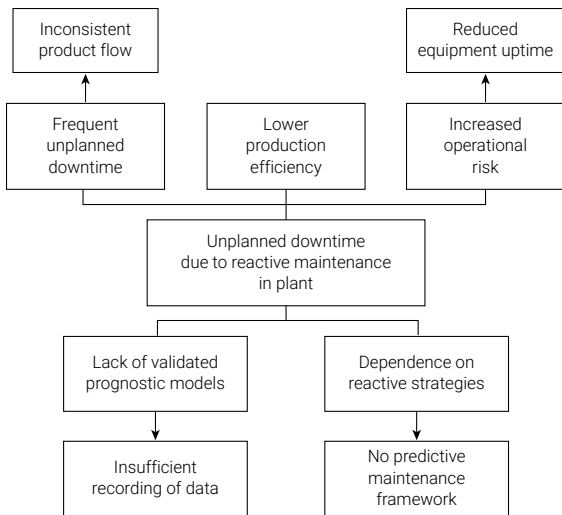 Inconsistent
product flow
Reduced
equipment uptime
Frequent
unplanned
downtime
Lower
production
efficiency
Increased
operational
risk
Unplanned downtime
due to reactive maintenance
in plant
Lack of validated
prognostic models
Dependence on
reactive strategies
Insufficient
recording of data
No predictive
maintenance
framework